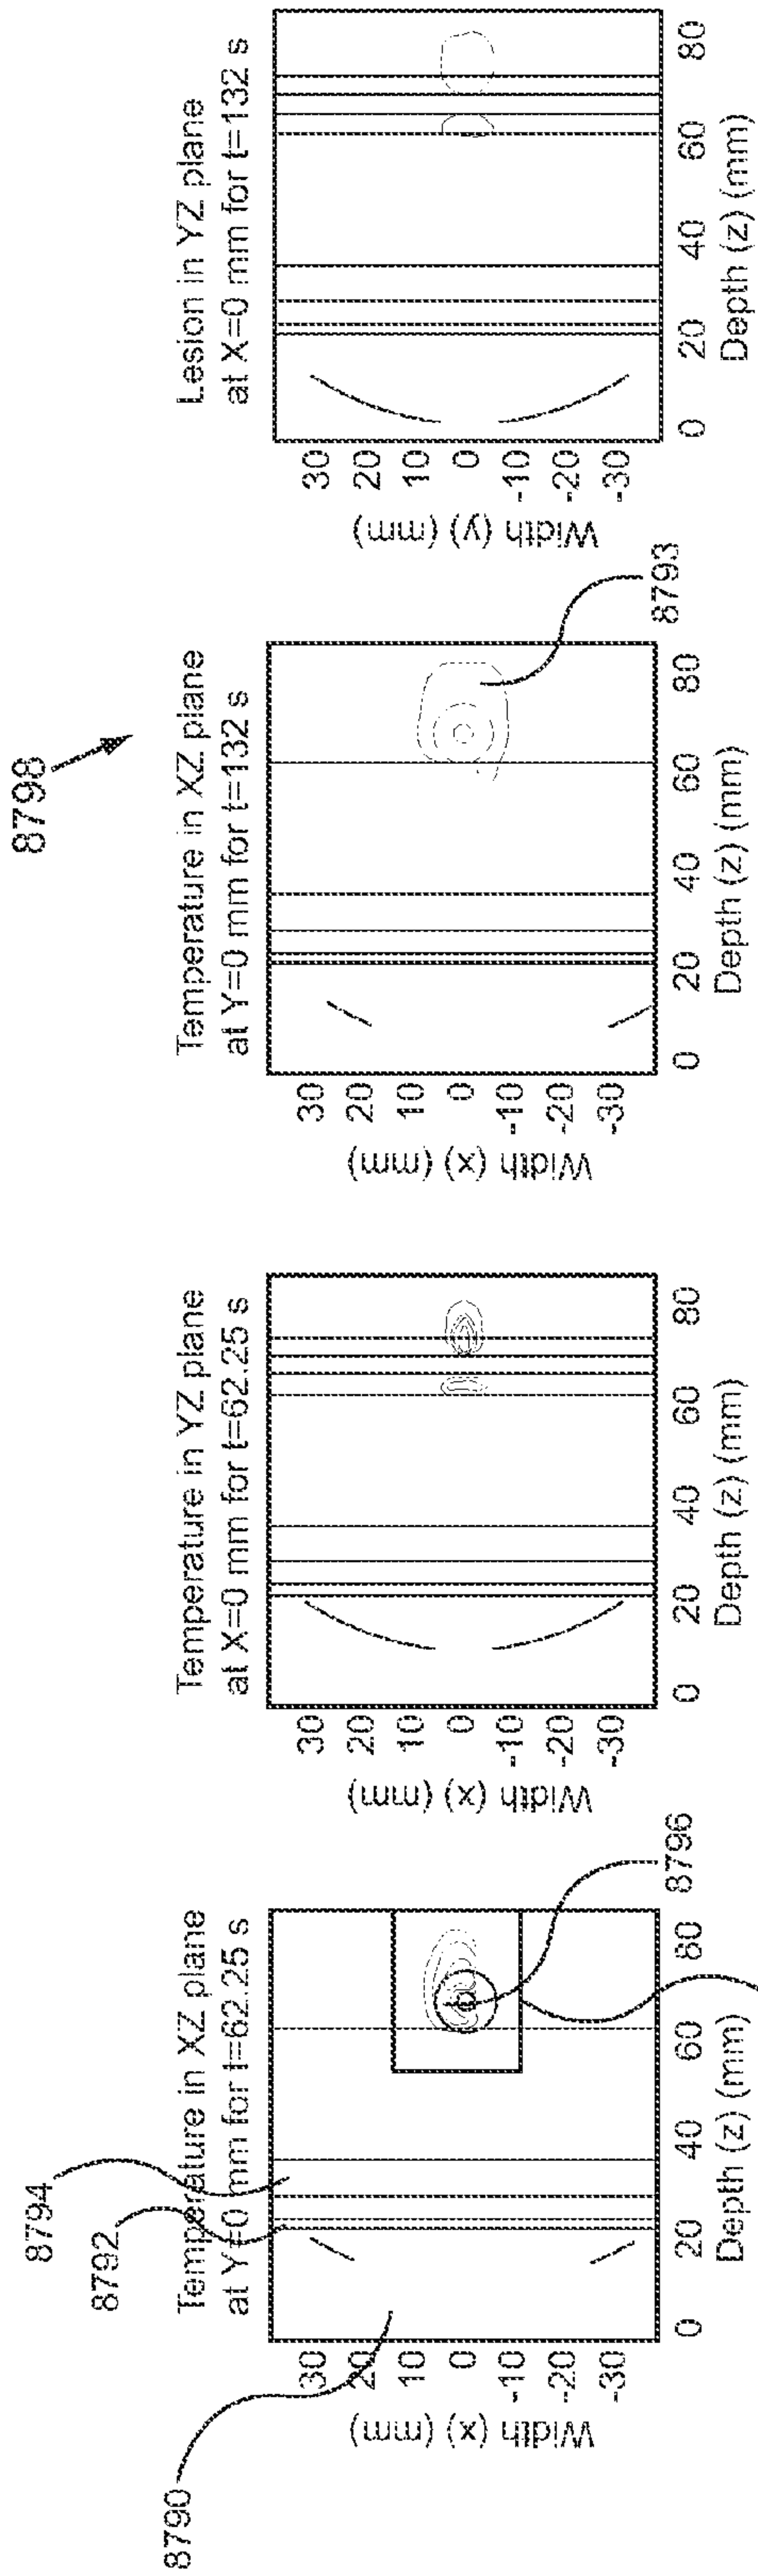 8798
8790
8792
8794
Temperature in XZ plane
at Y=0 mm for t=62.25 s
Width (x) (mm)
30
20
10
0
-10
-20
-30
0 20 40 60 80
Depth (z) (mm)
8796
Temperature in YZ plane
at X=0 mm for t=62.25 s
Width (x) (mm)
30
20
10
0
-10
-20
-30
0 20 40 60 80
Depth (z) (mm)
Temperature in XZ plane
at Y=0 mm for t=132 s
Width (x) (mm)
30
20
10
0
-10
-20
-30
0 20 40 60 80
Depth (z) (mm)
8793
Lesion in YZ plane
at X=0 mm for t=132 s
Width (y) (mm)
30
20
10
0
-10
-20
-30
0 20 40 60 80
Depth (z) (mm)